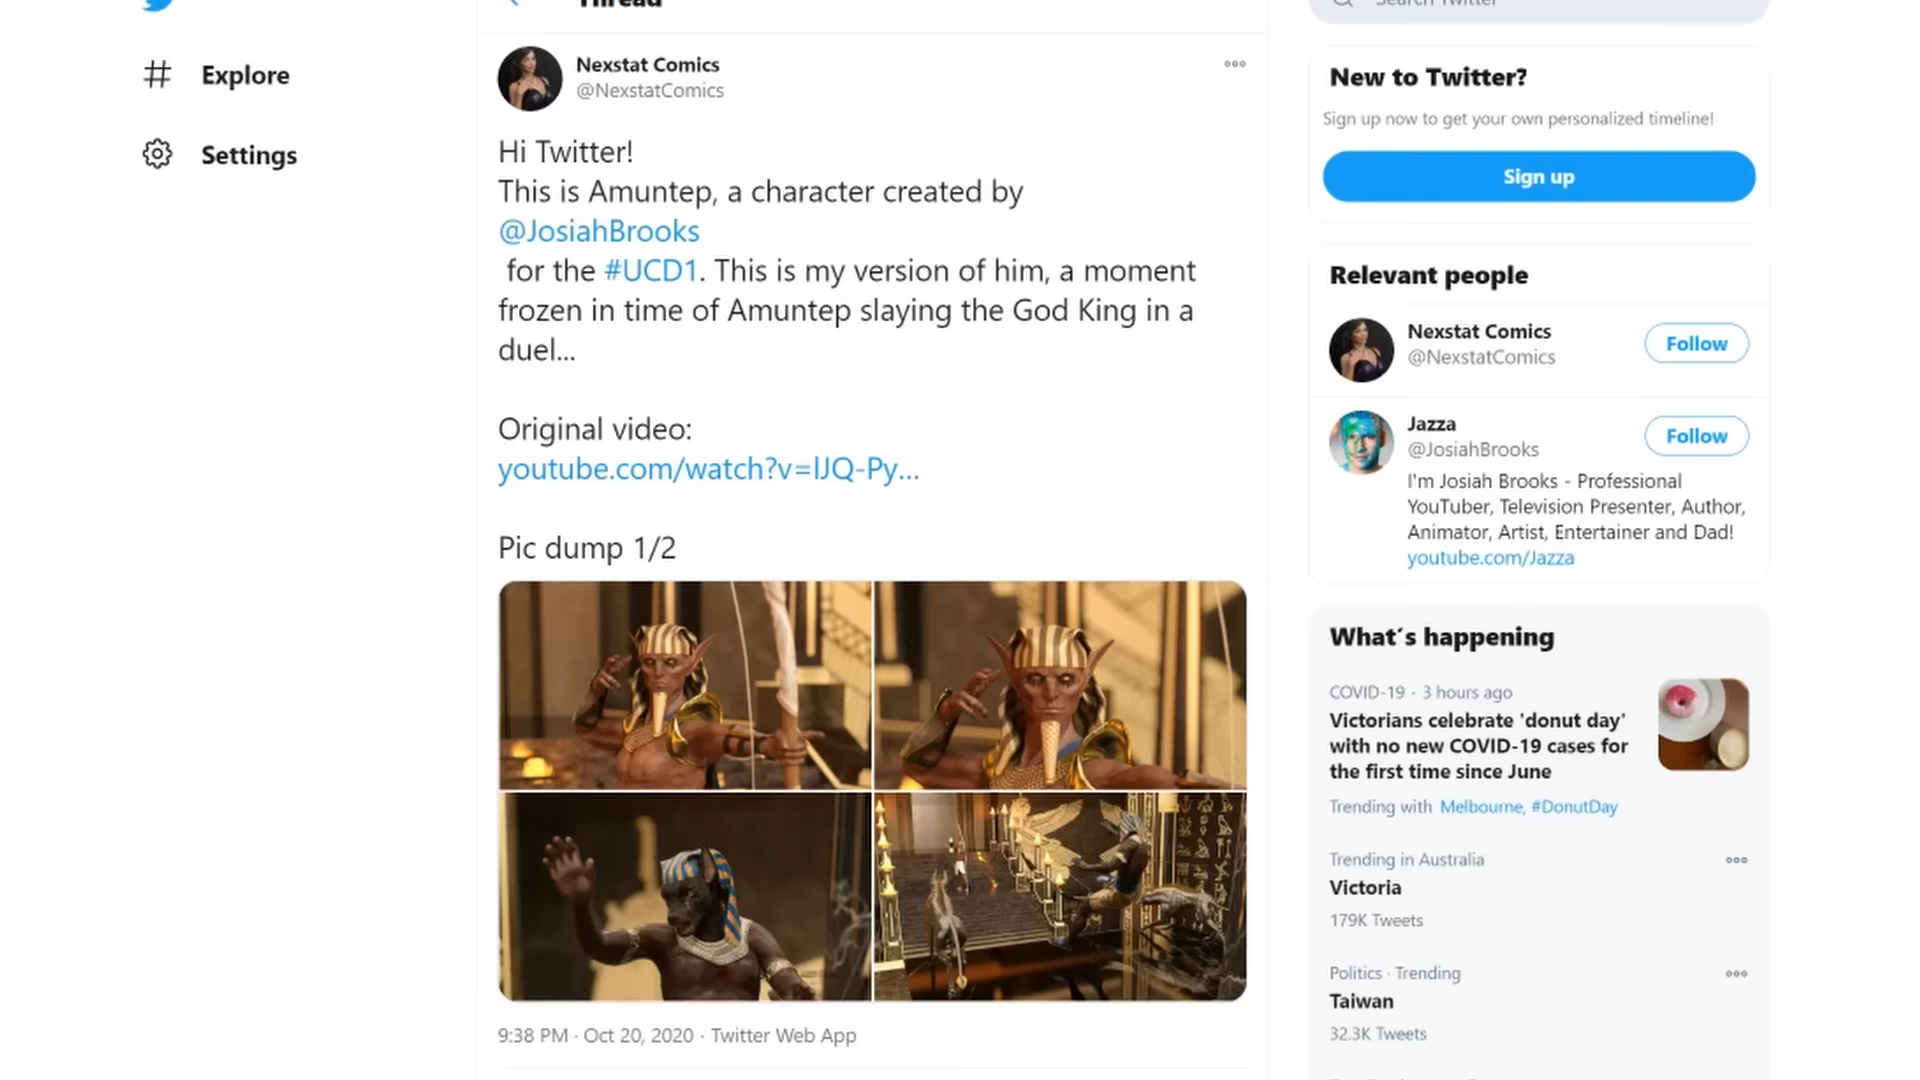 Thread
Search Twitter
Explore
Settings
Nexstat Comics
@NexstatComics
Hi Twitter!
This is Amuntep, a character created by
@JosiahBrooks
for the #UCD1. This is my version of him, a moment
frozen in time of Amuntep slaying the God King in a
duel...
Original video:
youtube.com/watch?v=lJQ-Py...
Pic dump 1/2
9:38 PM · Oct 20, 2020 · Twitter Web App
New to Twitter?
Sign up now to get your own personalized timeline!
Sign up
Relevant people
Nexstat Comics
@NexstatComics
Follow
Jazza
@JosiahBrooks
Follow
I'm Josiah Brooks - Professional
YouTuber, Television Presenter, Author,
Animator, Artist, Entertainer and Dad!
youtube.com/Jazza
What´s happening
COVID-19 · 3 hours ago
Victorians celebrate 'donut day'
with no new COVID-19 cases for
the first time since June
Trending with Melbourne, #DonutDay
Trending in Australia
Victoria
179K Tweets
Politics · Trending
Taiwan
32.3K Tweets